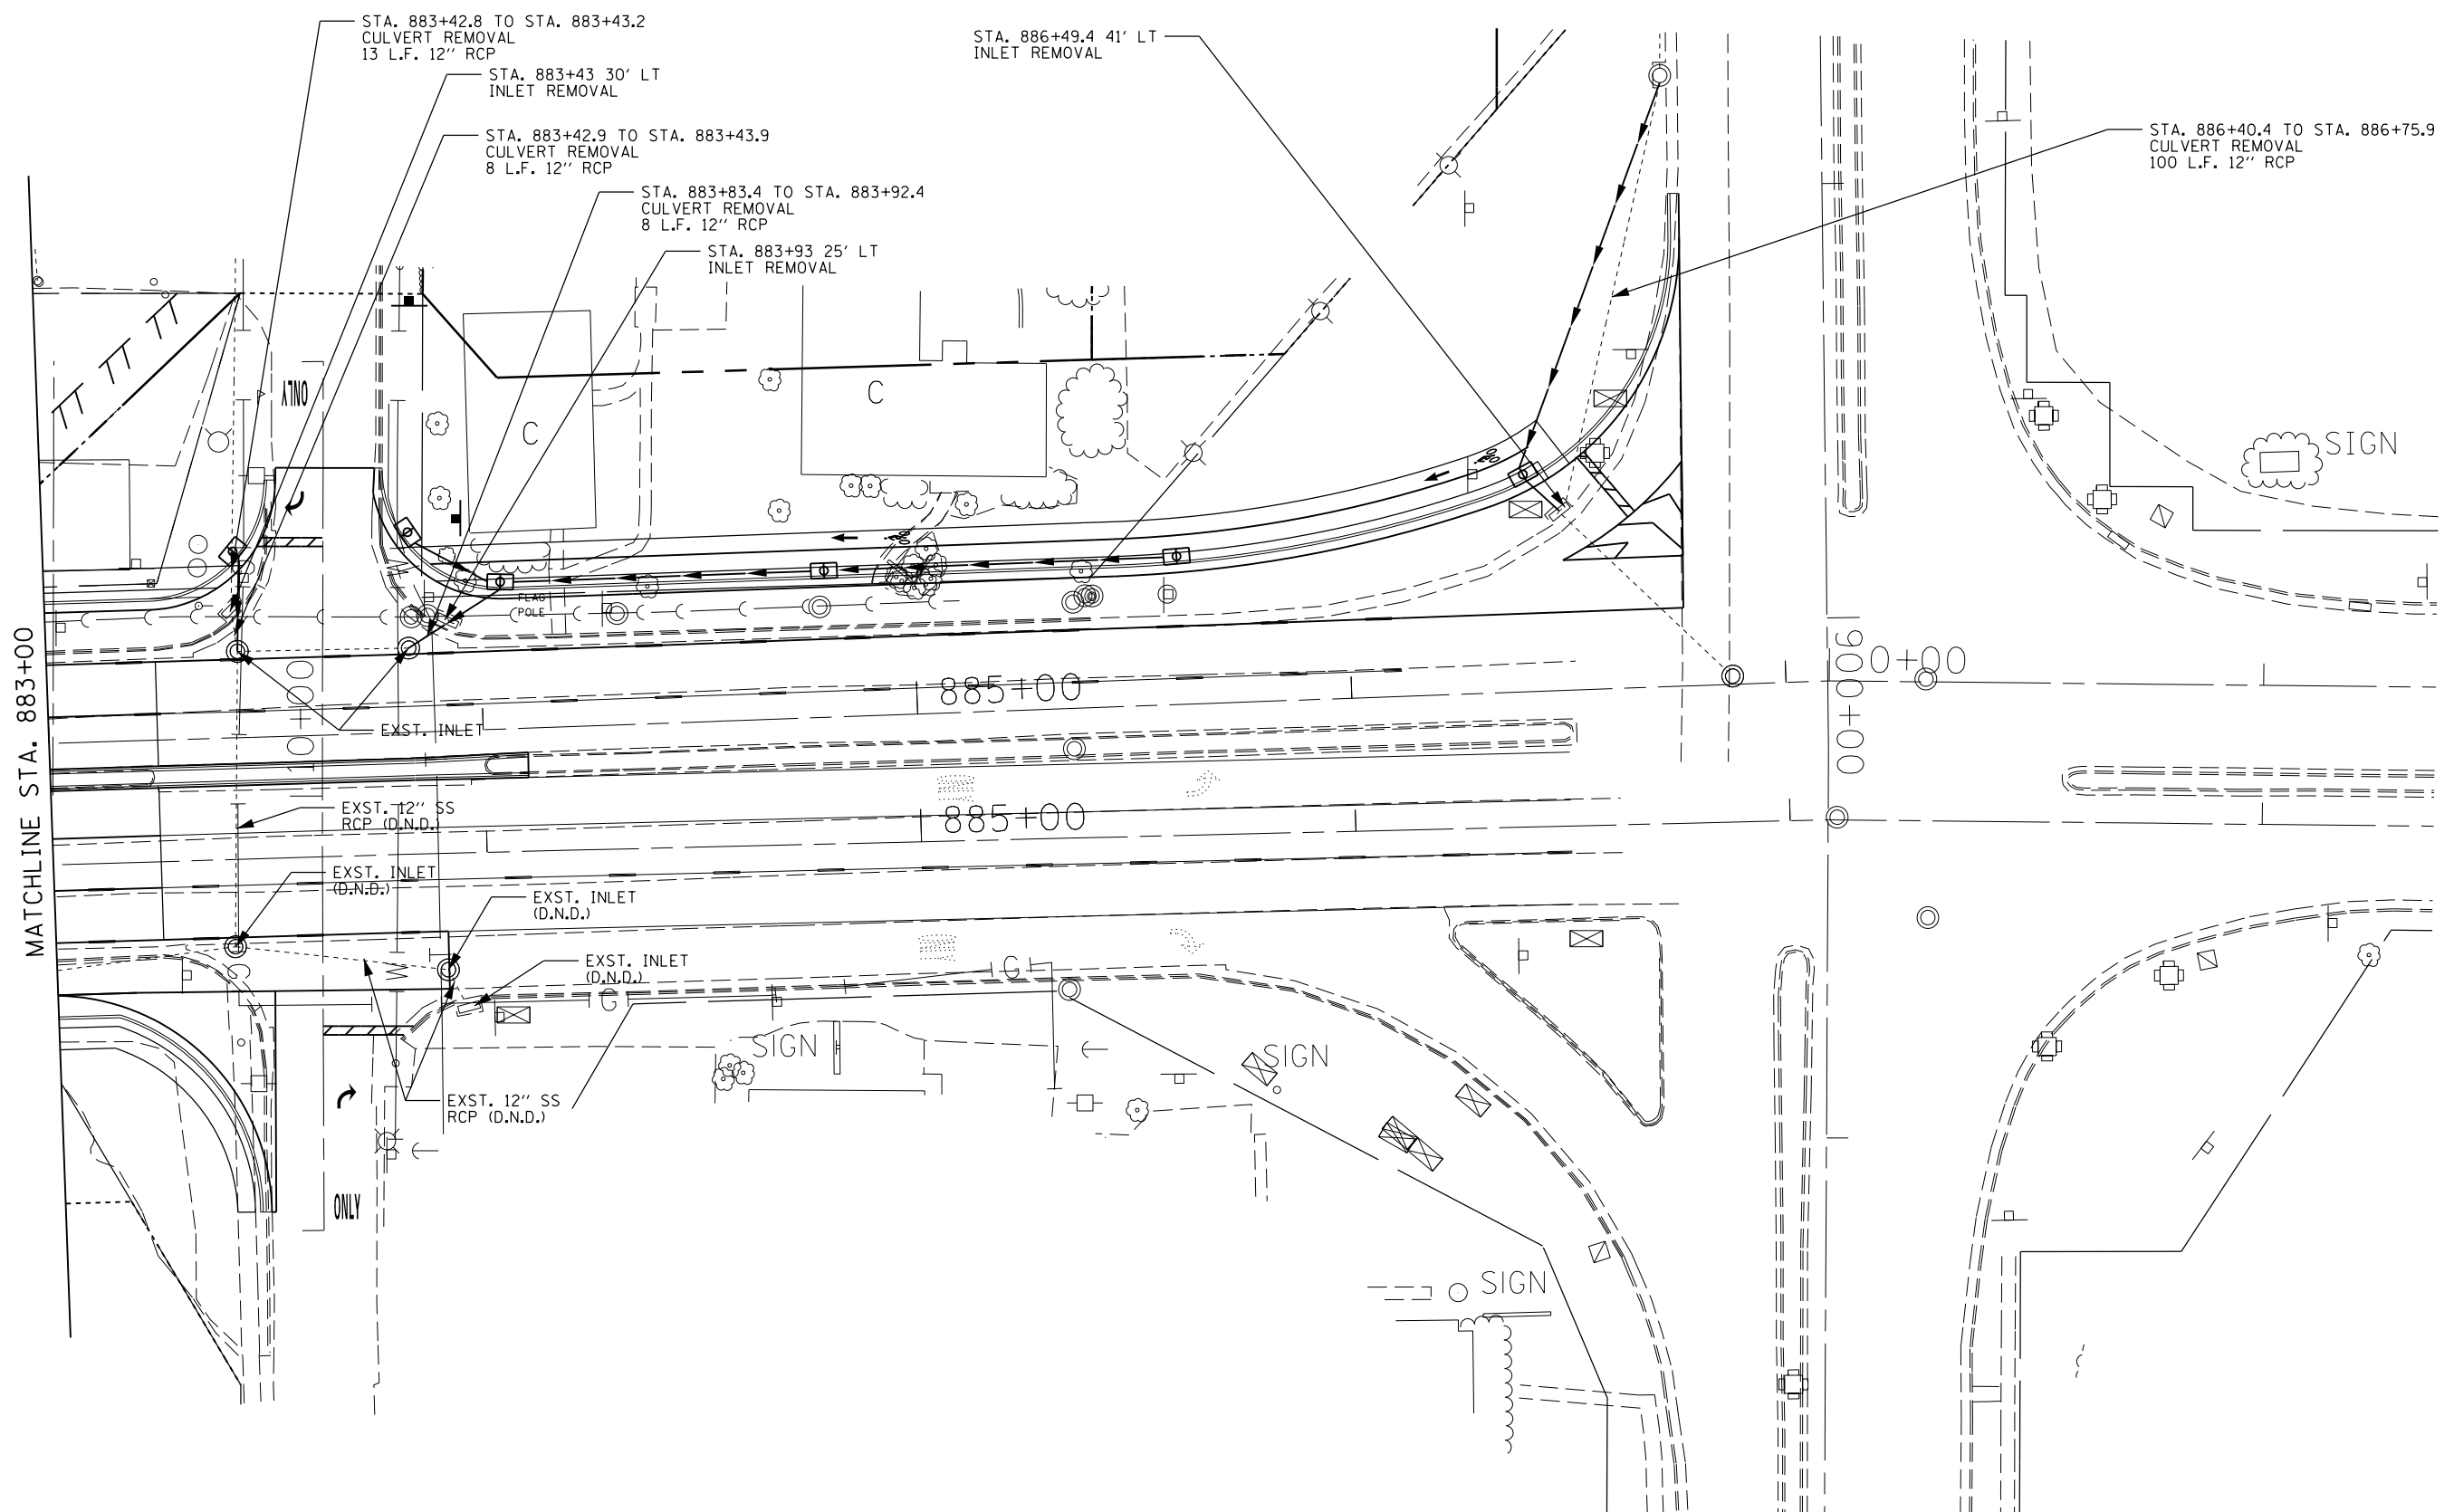 STA. 883+42.8 TO STA. 883+43.2
CULVERT REMOVAL
13 L.F. 12'' RCP
STA. 883+43 30' LT
INLET REMOVAL
STA. 883+42.9 TO STA. 883+43.9
CULVERT REMOVAL
8 L.F. 12'' RCP
STA. 883+83.4 TO STA. 883+92.4
CULVERT REMOVAL
8 L.F. 12'' RCP
STA. 883+93 25' LT
INLET REMOVAL
STA. 886+49.4 41' LT
INLET REMOVAL
STA. 886+40.4 TO STA. 886+75.9
CULVERT REMOVAL
100 L.F. 12'' RCP
TT TT TT
ONLY
C
C
SIGN
FLAG
POLE
MATCHLINE STA. 883+00
885+00
EXST. INLET
885+00
EXST. 12'' SS
RCP (D.N.D.)
EXST. INLET
(D.N.D.)
EXST. INLET
(D.N.D.)
EXST. INLET
(D.N.D.)
G
G
SIGN
SIGN
EXST. 12'' SS
RCP (D.N.D.)
ONLY
SIGN